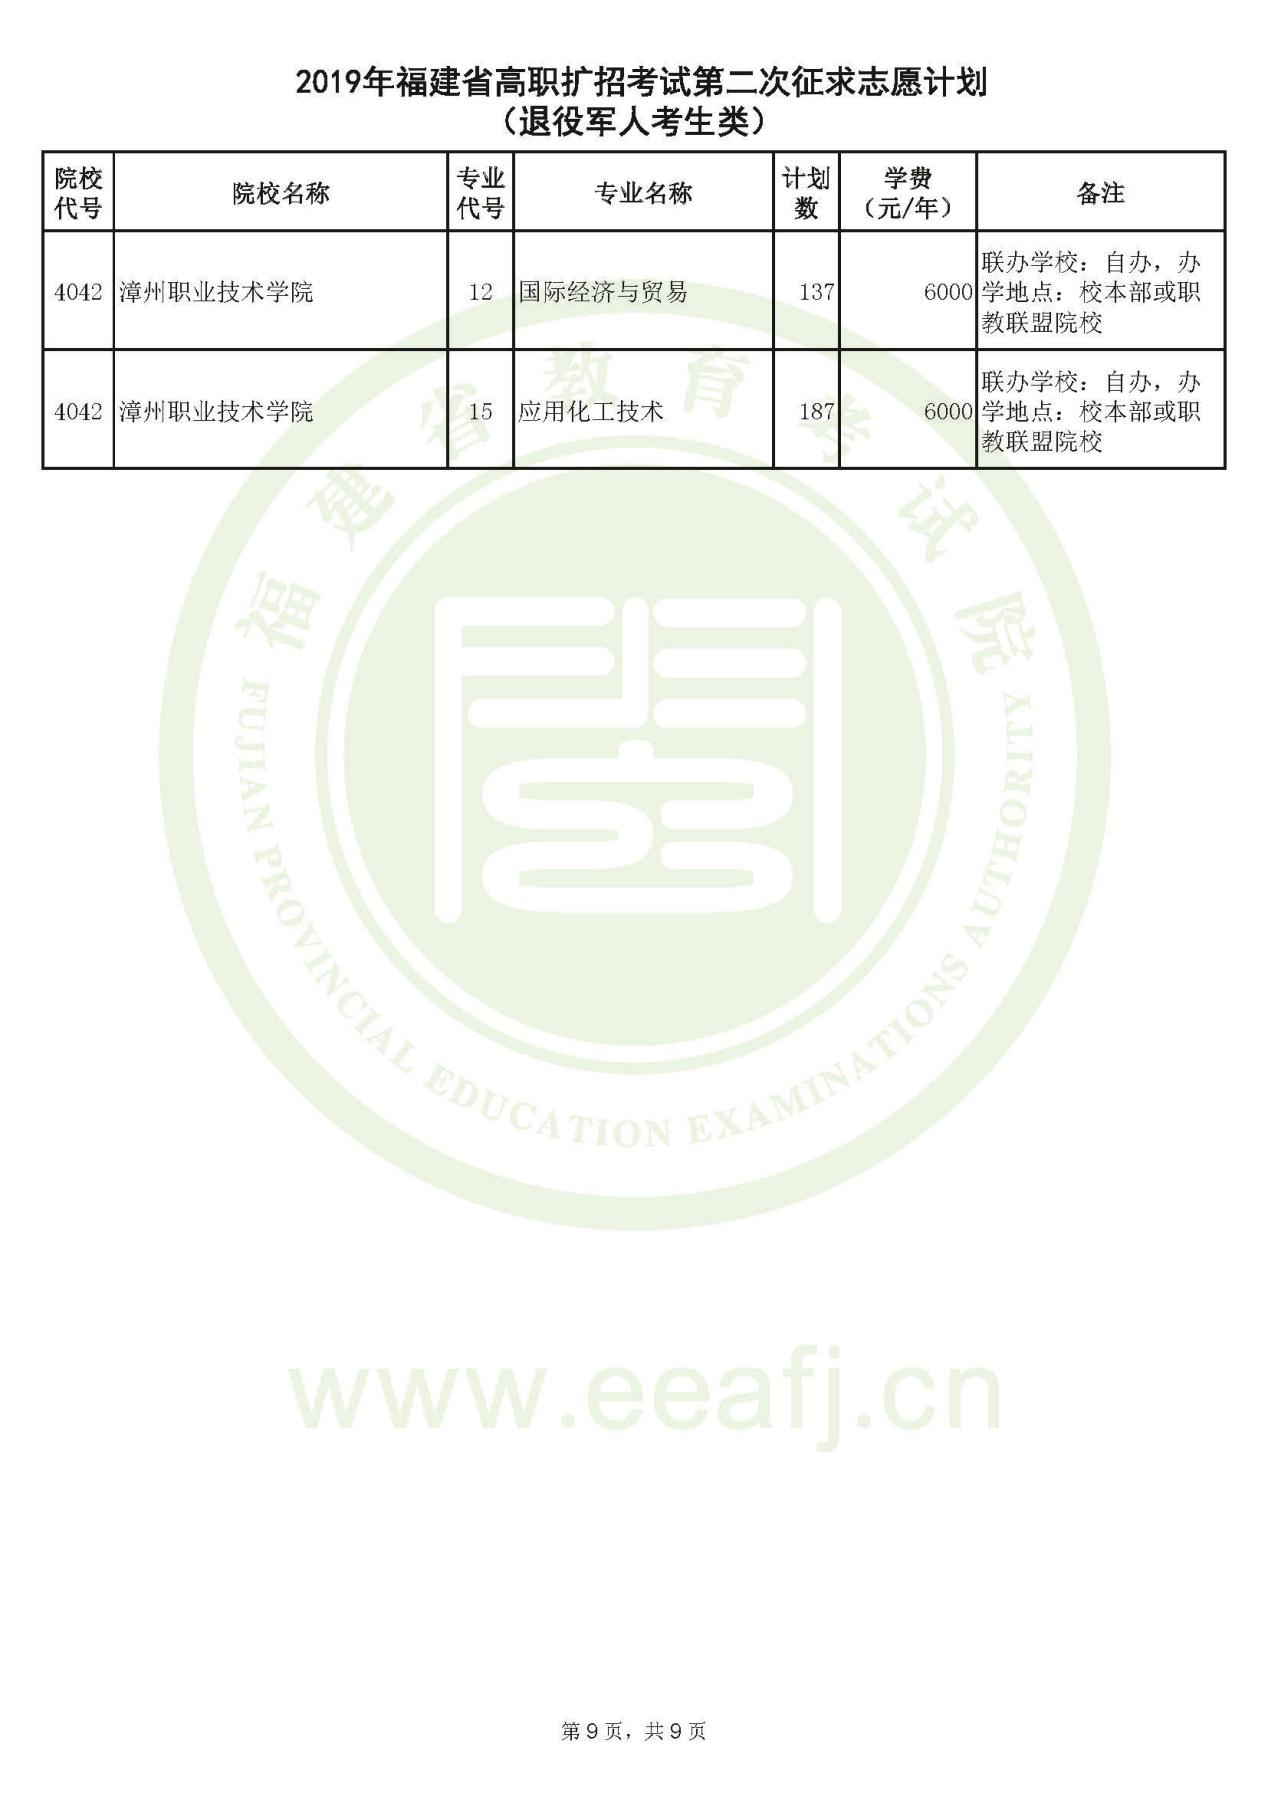 2019年福建省高职扩招考试第二次征求志愿计划
（退役军人考生类）
院校代号 院校名称 专业代号 专业名称 计划数 学费（元/年） 备注
4042 漳州职业技术学院 12 国际经济与贸易 137 6000 联办学校：自办，办
学地点：校本部或职
教联盟院校
4042 漳州职业技术学院 15 应用化工技术 187 6000 联办学校：自办，办
学地点：校本部或职
教联盟院校
福建省教育考试院
FUJIAN PROVINCIAL EDUCATION EXAMINATIONS AUTHORITY
www.eeafj.cn
第 9 页，共 9 页